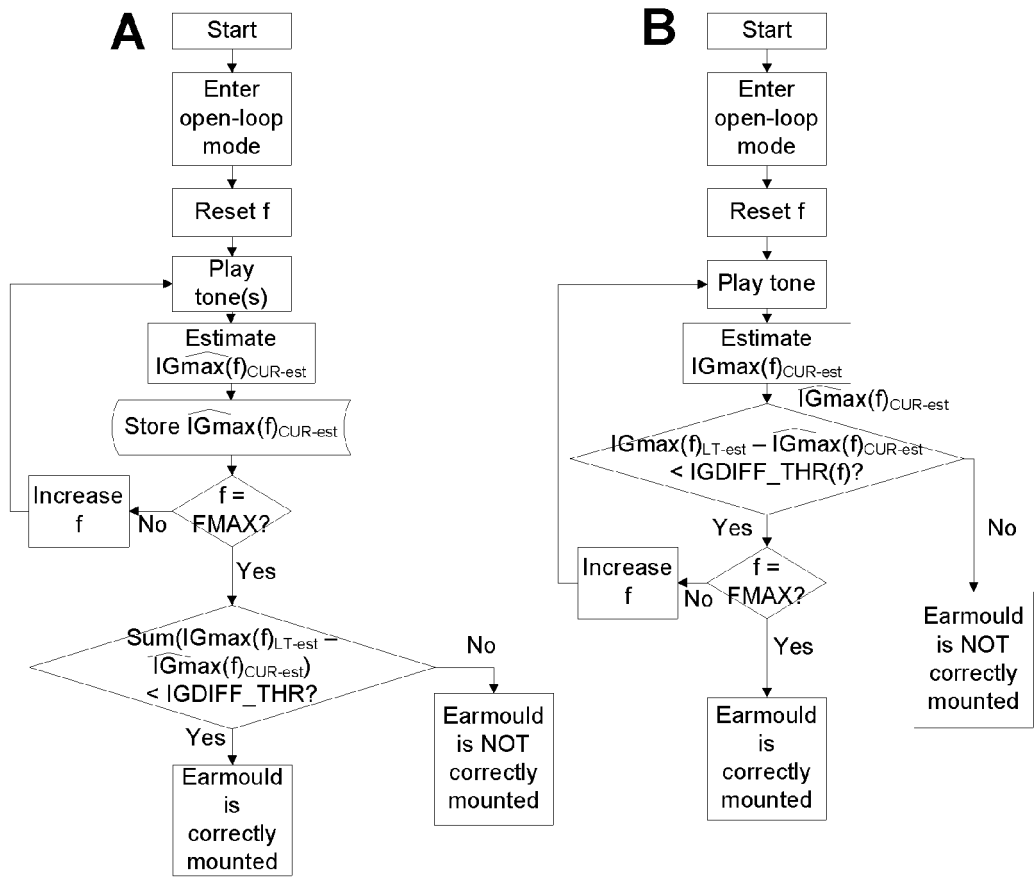 A
Start
Enter
open-loop
mode
Reset f
Play
tone(s)
Estimate
IGmax(f)CUR-est
Store IGmax(f)CUR-est
f =
FMAX?
No
Increase
f
Yes
Sum(IGmax(f)LT-est –
IGmax(f)CUR-est)
< IGDIFF_THR?
No
Earmould
is NOT
correctly
mounted
Yes
Earmould
is
correctly
mounted
B
Start
Enter
open-loop
mode
Reset f
Play tone
Estimate
IGmax(f)CUR-est
IGmax(f)CUR-est
IGmax(f)LT-est – IGmax(f)CUR-est
< IGDIFF_THR(f)?
No
Earmould
is NOT
correctly
mounted
Yes
f =
FMAX?
No
Increase
f
Yes
Earmould
is
correctly
mounted